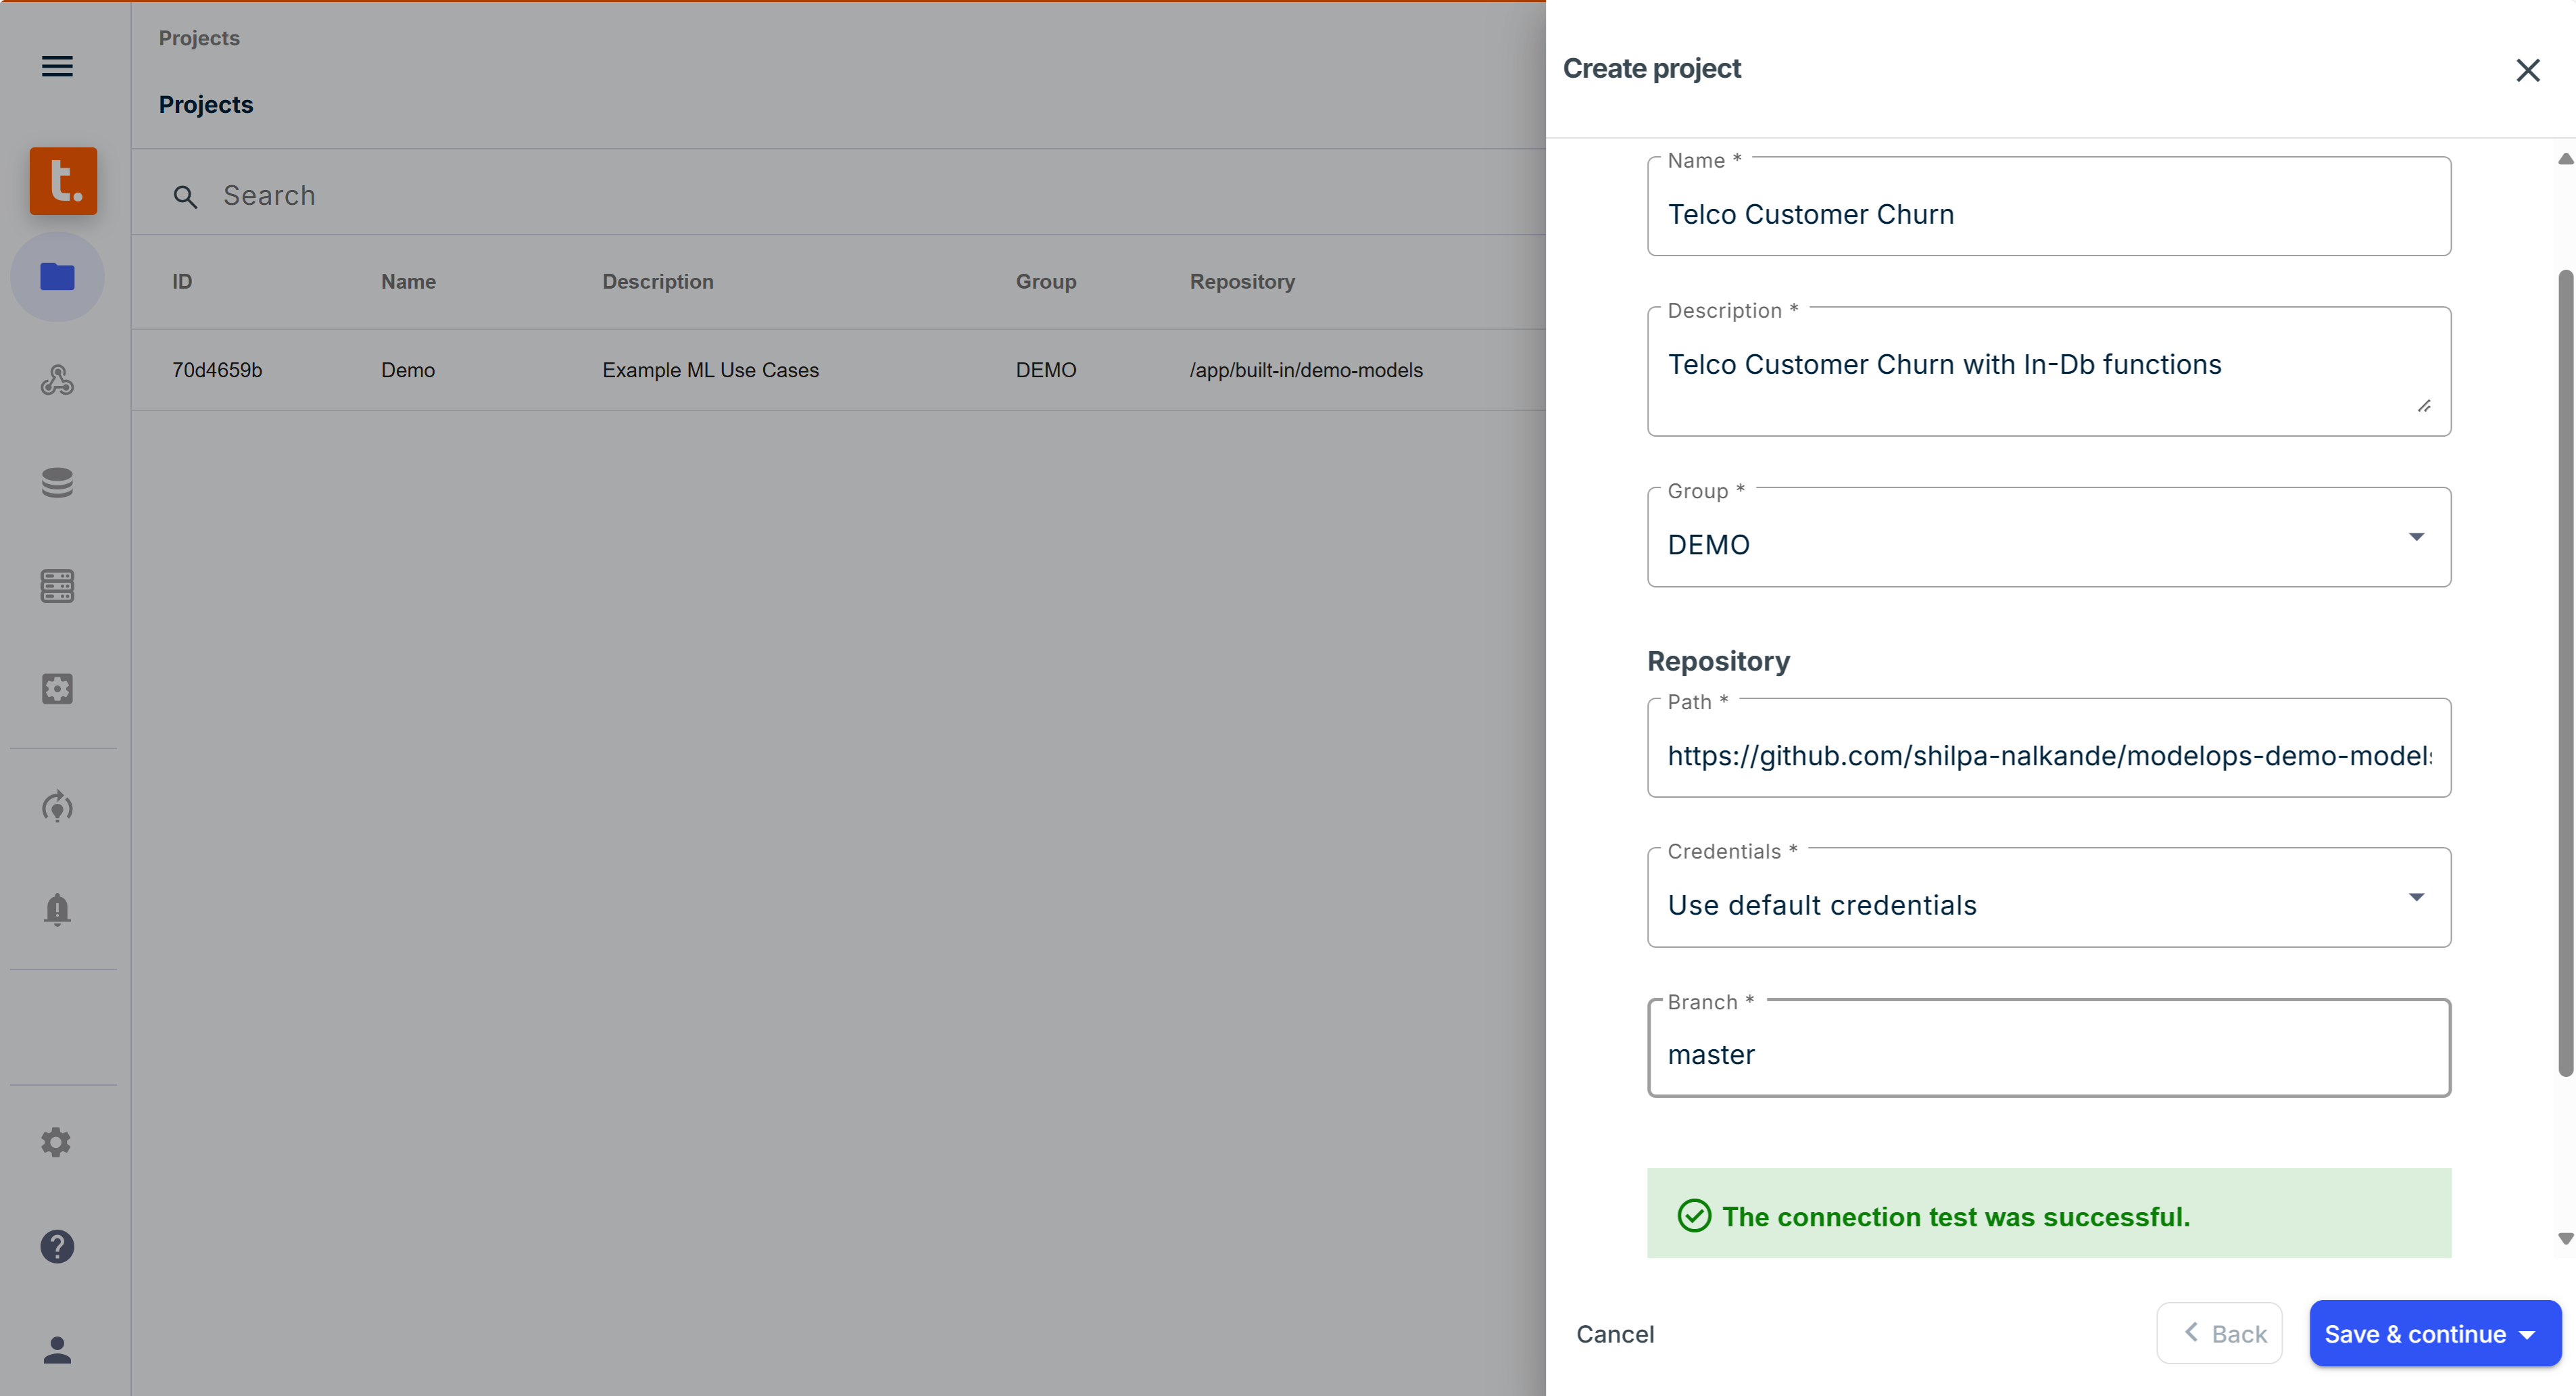 Projects
Projects
t.
Search
ID Name Description Group Repository
70d4659b Demo Example ML Use Cases DEMO /app/built-in/demo-models
Create project
Name *
Telco Customer Churn
Description *
Telco Customer Churn with In-Db functions
Group *
DEMO
Repository
Path *
https://github.com/shilpa-nalkande/modelops-demo-models
Credentials *
Use default credentials
Branch *
master
The connection test was successful.
Cancel
Back
Save & continue